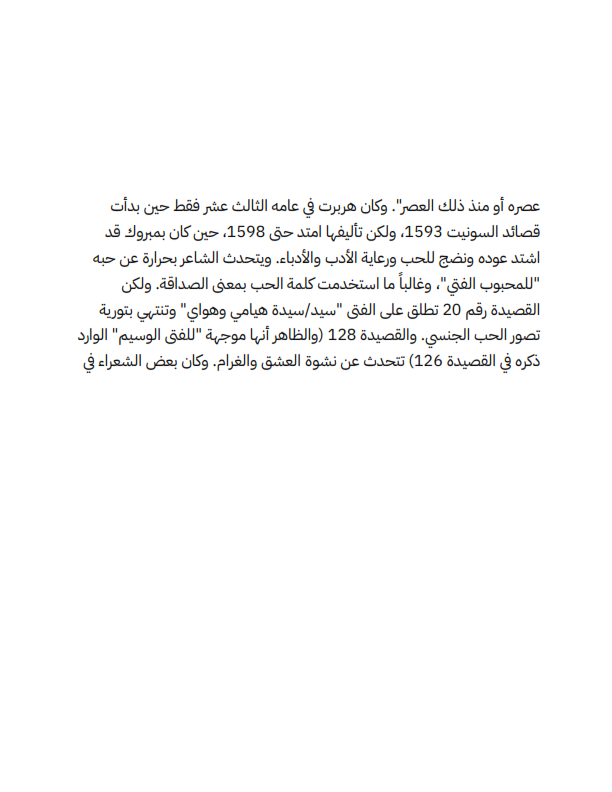 عصره أو منذ ذلك العصر". وكان هربرت في عامه الثالث عشر فقط حين بدأت
قصائد السونيت 1593، ولكن تأليفها امتد حتى 1598، حين كان بمبروك قد
اشتد عوده ونضج للحب ورعاية الأدب والأدباء. ويتحدث الشاعر بحرارة عن حبه
"للمحبوب الفتي"، وغالباً ما استخدمت كلمة الحب بمعنى الصداقة. ولكن
القصيدة رقم 20 تطلق على الفتى "سيد/سيدة هيامي وهواي" وتنتهي بتورية
تصور الحب الجنسي. والقصيدة 128 (والظاهر أنها موجهة "للفتى الوسيم" الوارد
ذكره في القصيدة 126) تتحدث عن نشوة العشق والغرام. وكان بعض الشعراء في